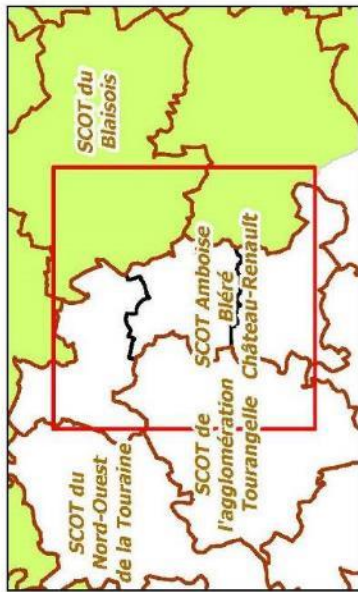 SCOT du
Blaisois
SCOT du
Nord-Ouest
de la Touraine
SCOT de
l'agglomération
Tourangelle
SCOT Amboise
Bléré
Château-Renault